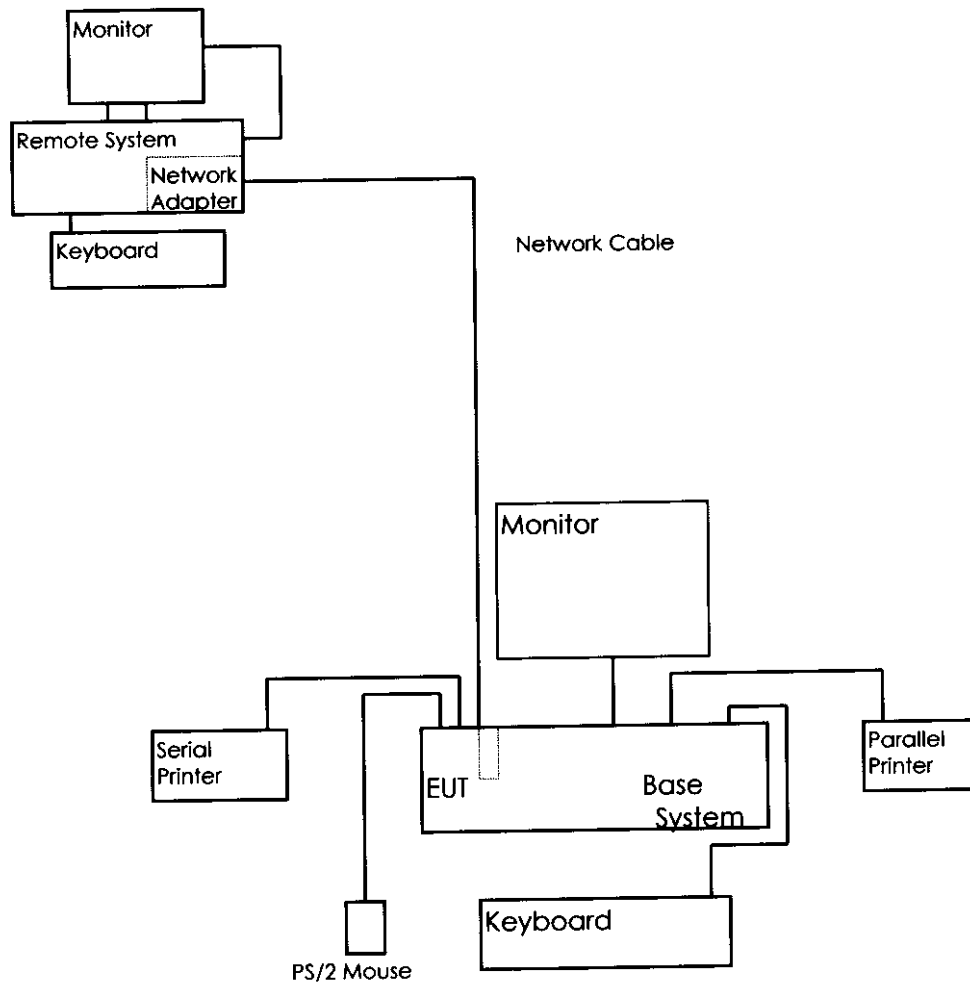 Monitor
Remote System
Network
Adapter
Keyboard
Network Cable
Monitor
Serial
Printer
EUT
Base
System
Parallel
Printer
Keyboard
PS/2 Mouse